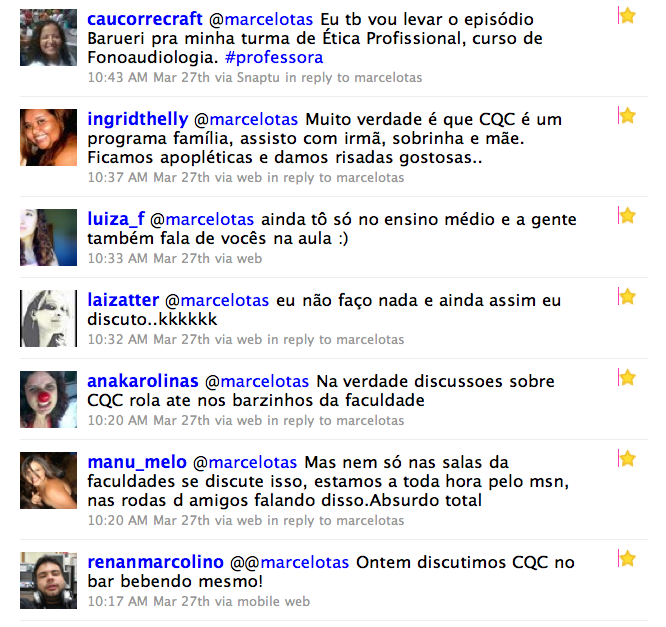 caucorrecraft @marcelotas Eu tb vou levar o episódio
Barueri pra minha turma de Ética Profissional, curso de
Fonoaudiologia. #professora
10:43 AM Mar 27th via Snaptu in reply to marcelotas
ingridthelly @marcelotas Muito verdade é que CQC é um
programa família, assisto com irmã, sobrinha e mãe.
Ficamos apopléticas e damos risadas gostosas..
10:37 AM Mar 27th via web in reply to marcelotas
luiza_f @marcelotas ainda tô só no ensino médio e a gente
também fala de vocês na aula :)
10:33 AM Mar 27th via web
laizatter @marcelotas eu não faço nada e ainda assim eu
discuto..kkkkkk
10:32 AM Mar 27th via web in reply to marcelotas
anakarolinas @marcelotas Na verdade discussoes sobre
CQC rola ate nos barzinhos da faculdade
10:20 AM Mar 27th via web in reply to marcelotas
manu_melo @marcelotas Mas nem só nas salas da
faculdades se discute isso, estamos a toda hora pelo msn,
nas rodas d amigos falando disso.Absurdo total
10:20 AM Mar 27th via web in reply to marcelotas
renanmarcolino @@marcelotas Ontem discutimos CQC no
bar bebendo mesmo!
10:17 AM Mar 27th via mobile web